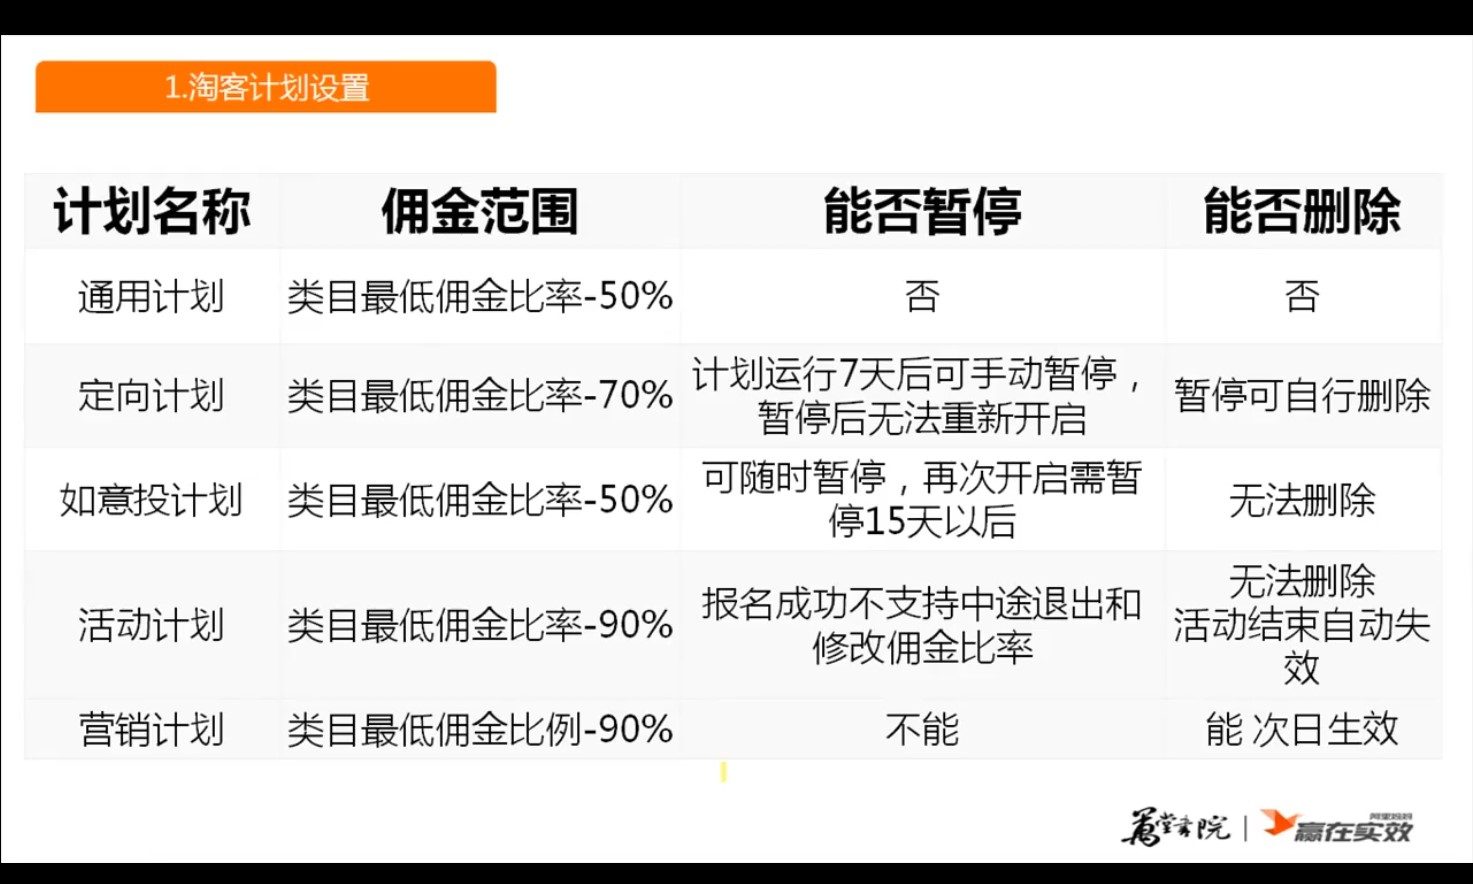 1.淘客计划设置
计划名称 佣金范围 能否暂停 能否删除
通用计划 类目最低佣金比率-50% 否 否
定向计划 类目最低佣金比率-70% 计划运行7天后可手动暂停，
暂停后无法重新开启 暂停可自行删除
如意投计划 类目最低佣金比率-50% 可随时暂停，再次开启需暂
停15天以后 无法删除
活动计划 类目最低佣金比率-90% 报名成功不支持中途退出和
修改佣金比率 无法删除
活动结束自动失
效
营销计划 类目最低佣金比例-90% 不能 能 次日生效
萬堂書院 | 阿里妈妈
赢在实效